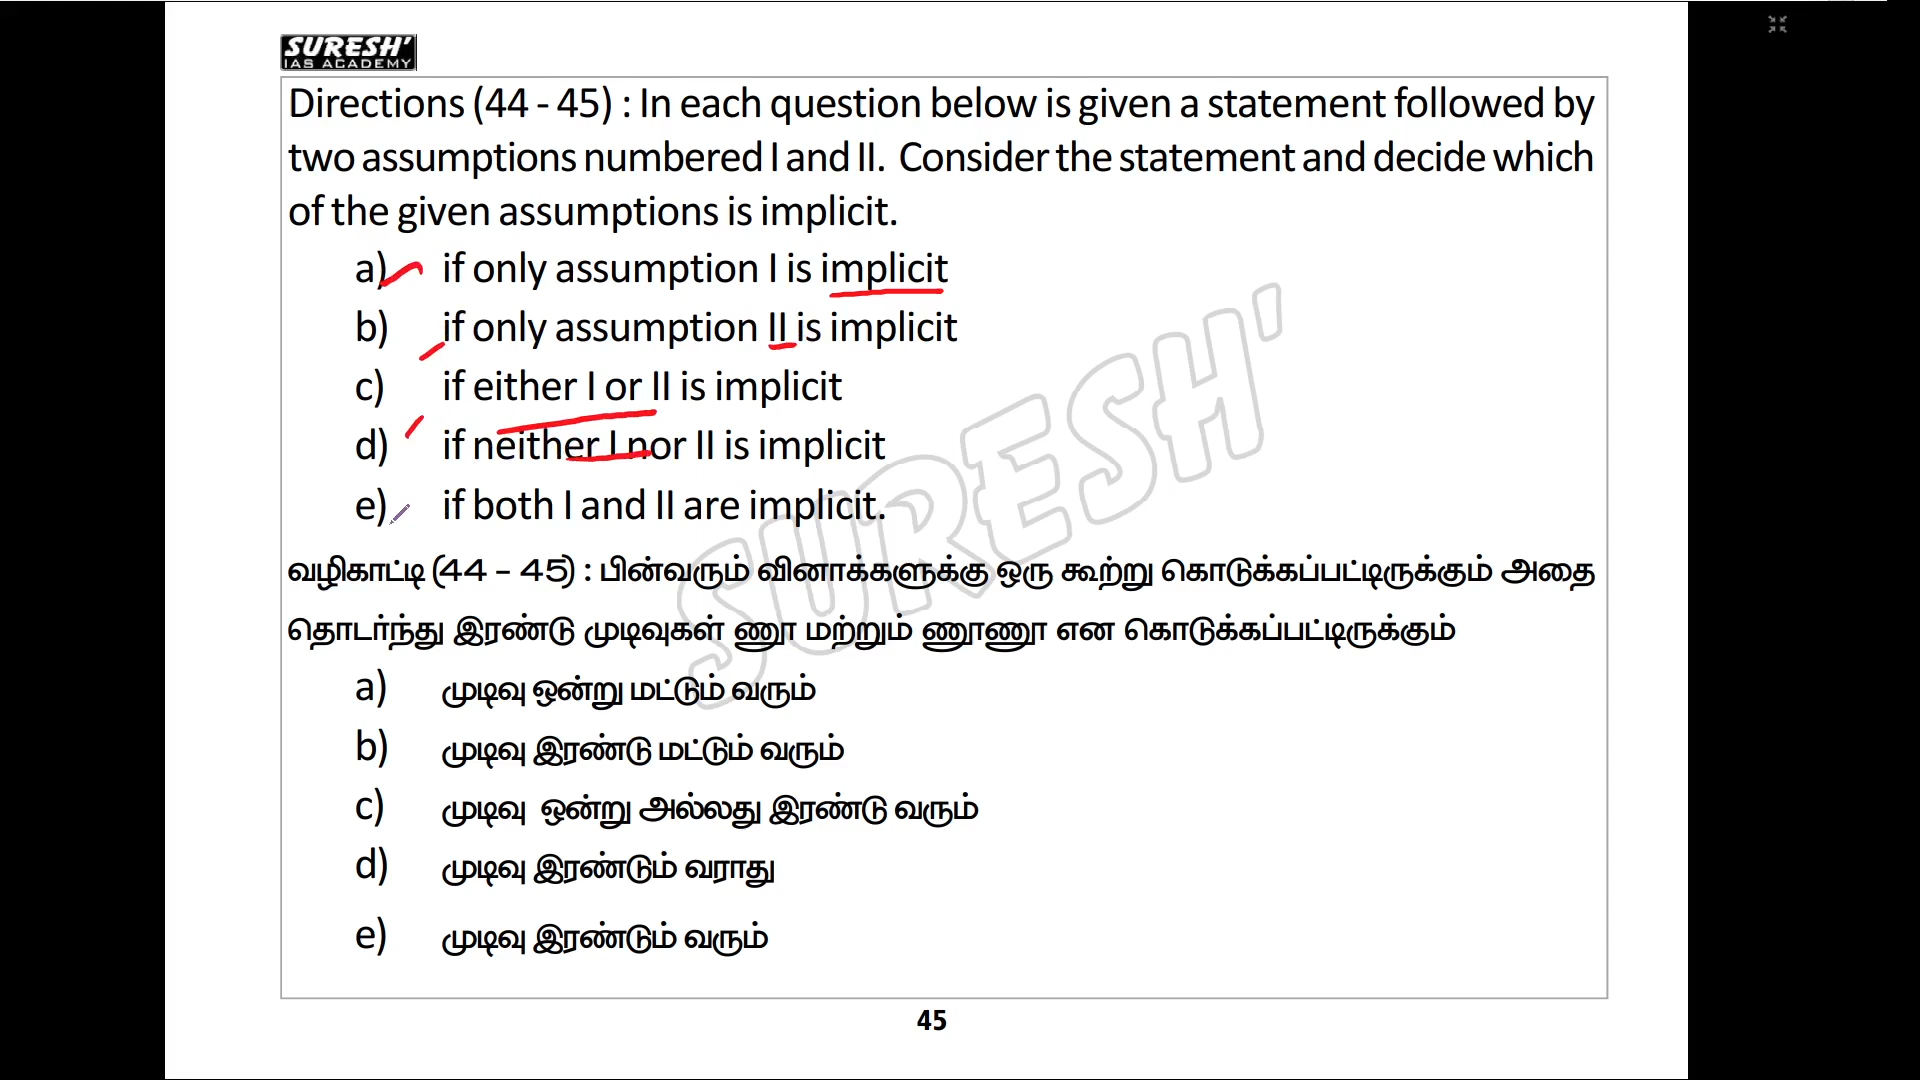 SURESH'
IAS ACADEMY
Directions (44 - 45) : In each question below is given a statement followed by
two assumptions numbered I and II. Consider the statement and decide which
of the given assumptions is implicit.
a) if only assumption I is implicit
b) if only assumption II is implicit
c) if either I or II is implicit
d) if neither I nor II is implicit
e) if both I and II are implicit.
வழிகாட்டி (44 – 45) : பின்வரும் வினாக்களுக்கு ஒரு கூற்று கொடுக்கப்பட்டிருக்கும் அதை
தொடர்ந்து இரண்டு முடிவுகள் ணூ மற்றும் ணூணூ என கொடுக்கப்பட்டிருக்கும்
a) முடிவு ஒன்று மட்டும் வரும்
b) முடிவு இரண்டு மட்டும் வரும்
c) முடிவு ஒன்று அல்லது இரண்டு வரும்
d) முடிவு இரண்டும் வராது
e) முடிவு இரண்டும் வரும்
SURESH'
45